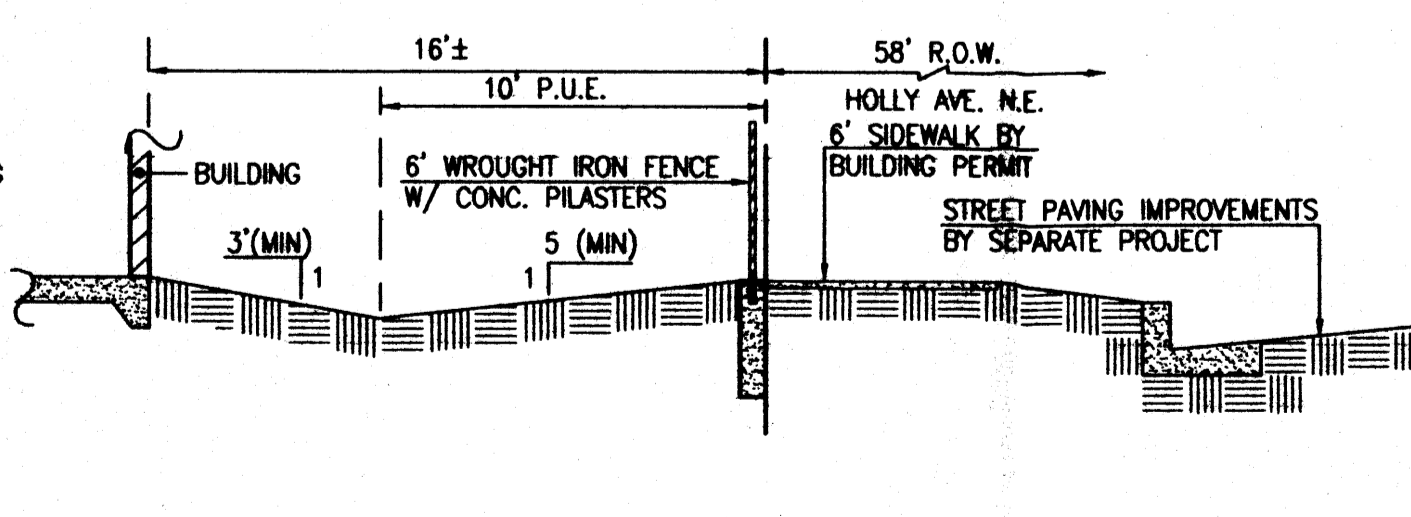 16'±
58' R.O.W.
10' P.U.E.
HOLLY AVE. N.E.
6' SIDEWALK BY
BUILDING PERMIT
BUILDING
6' WROUGHT IRON FENCE
W/ CONC. PILASTERS
STREET PAVING IMPROVEMENTS
BY SEPARATE PROJECT
3'(MIN)
1
5 (MIN)
1